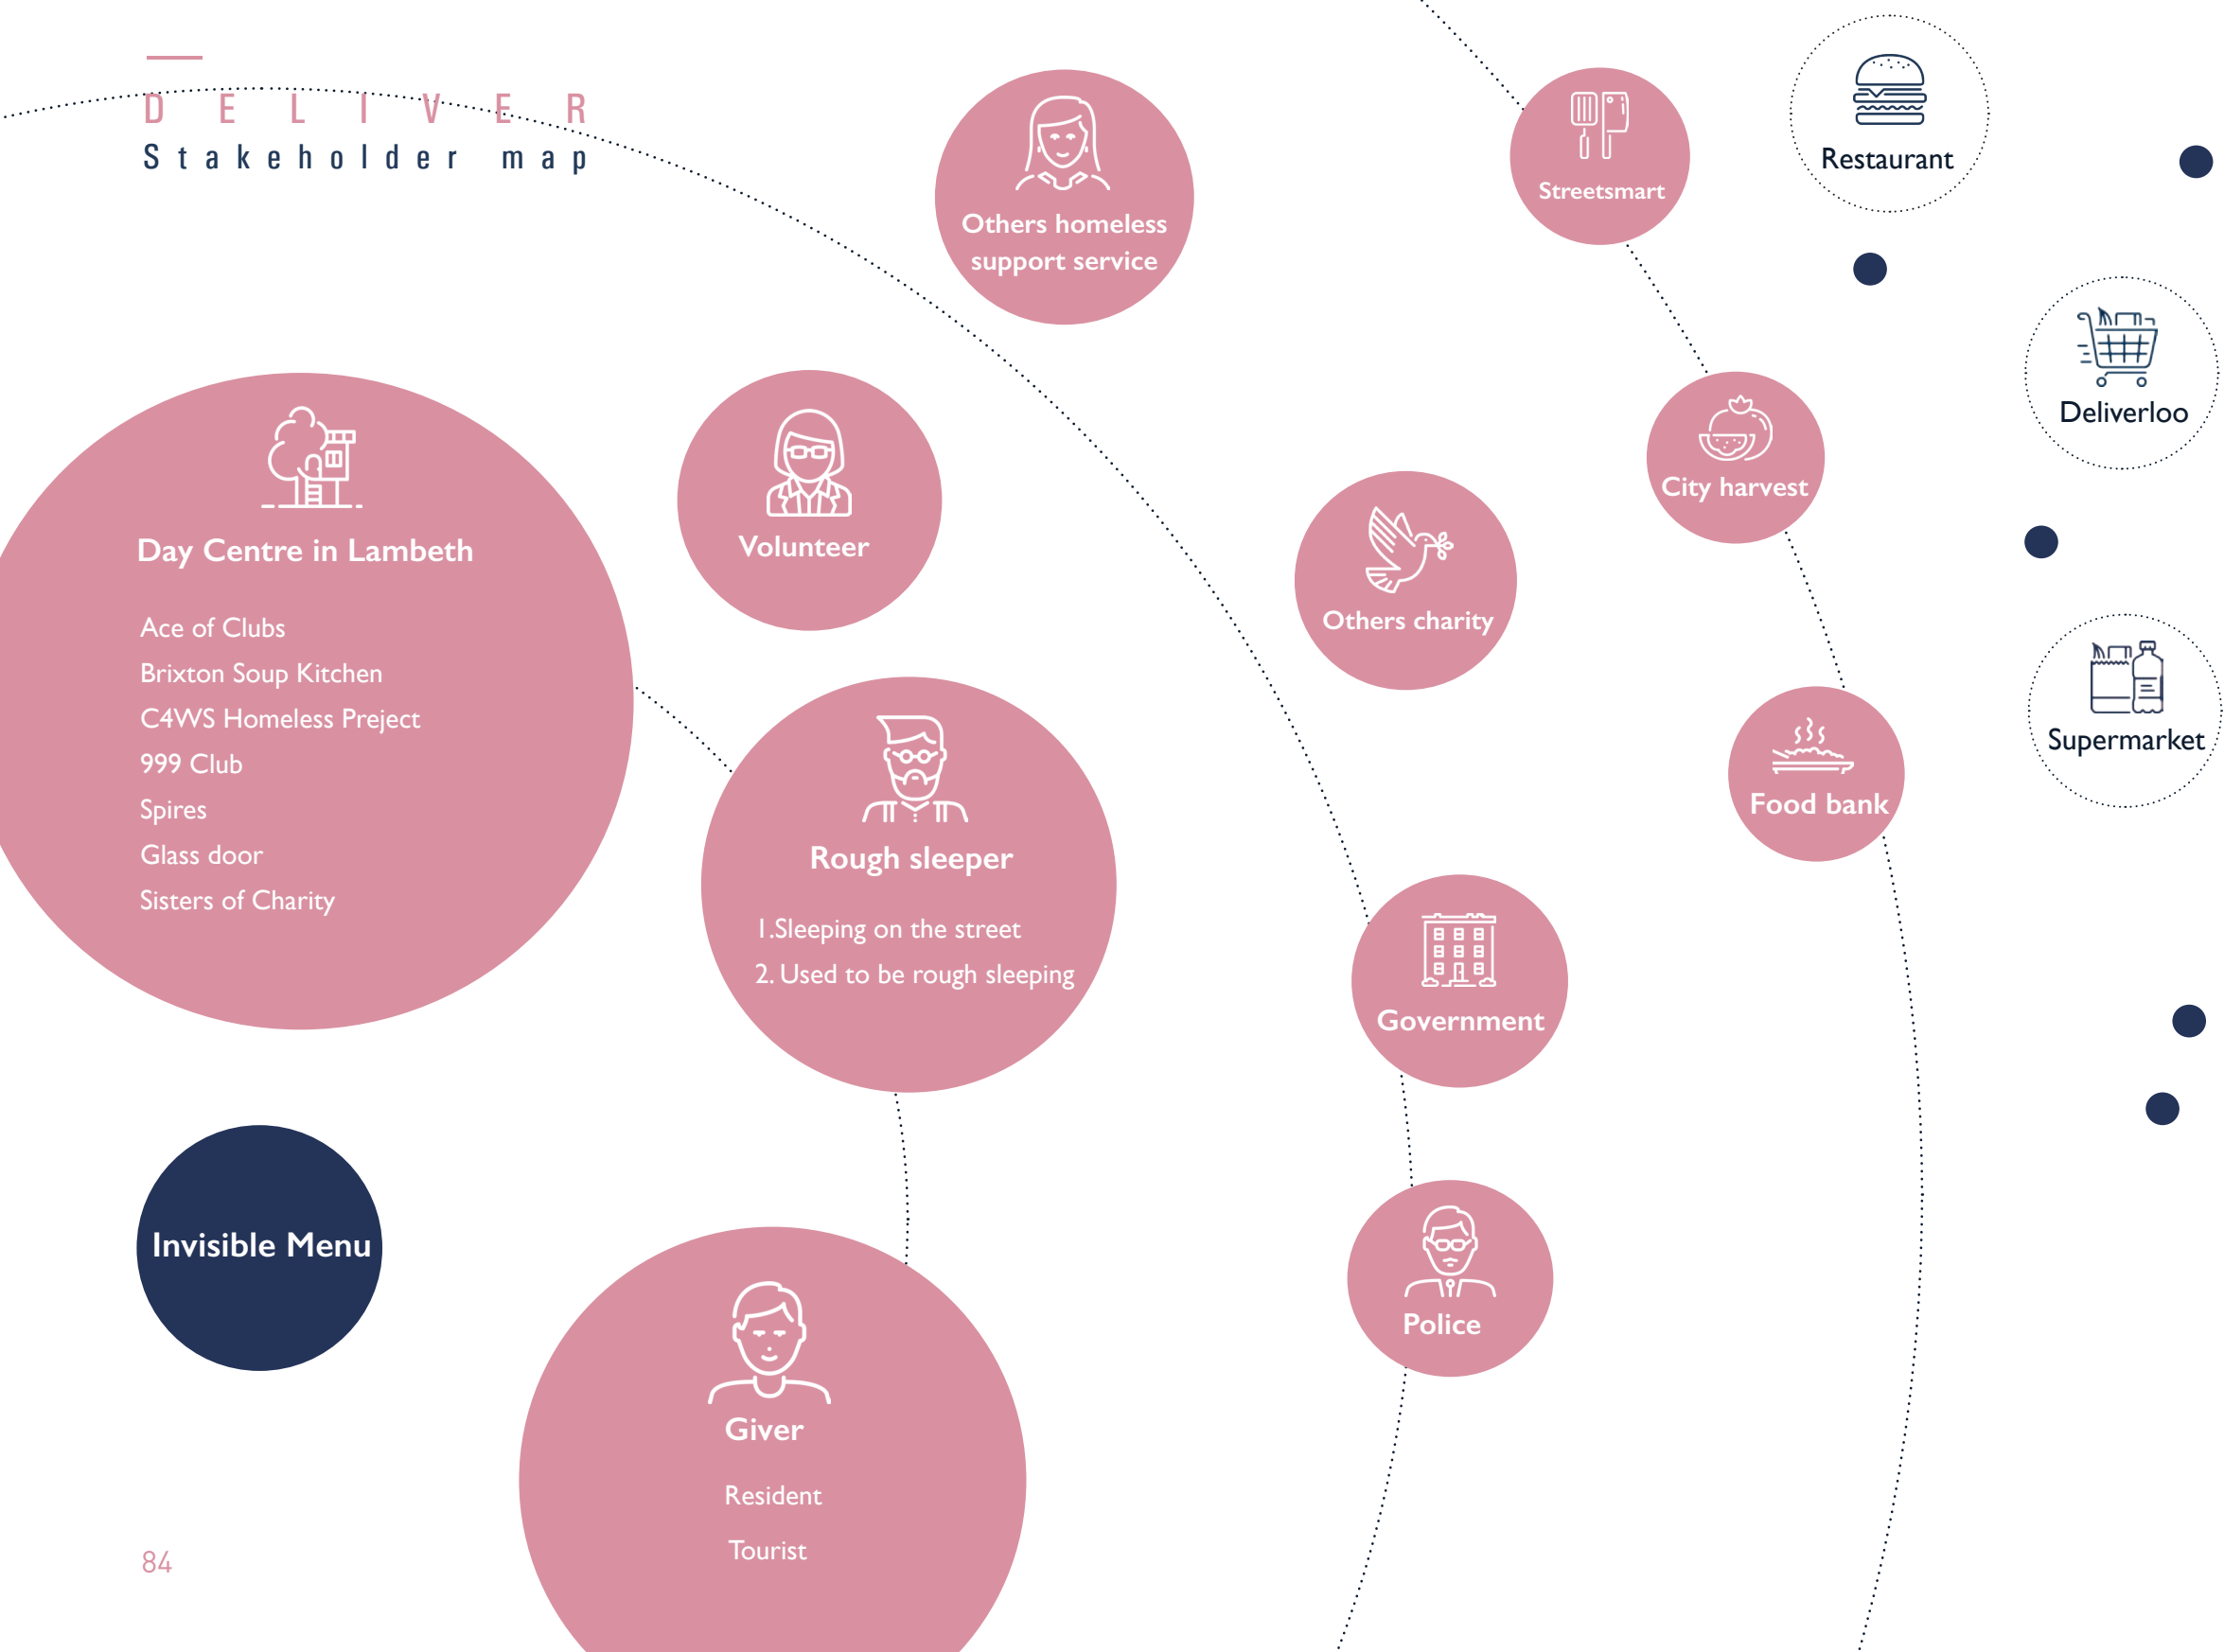 DELIVER
Stakeholder map
Others homeless
support service
Streetsmart
Restaurant
Deliverloo
City harvest
Volunteer
Others charity
Day Centre in Lambeth
Ace of Clubs
Brixton Soup Kitchen
C4WS Homeless Preject
999 Club
Spires
Glass door
Sisters of Charity
Supermarket
Food bank
Rough sleeper
1.Sleeping on the street
2. Used to be rough sleeping
Government
Invisible Menu
Police
Giver
Resident
Tourist
84